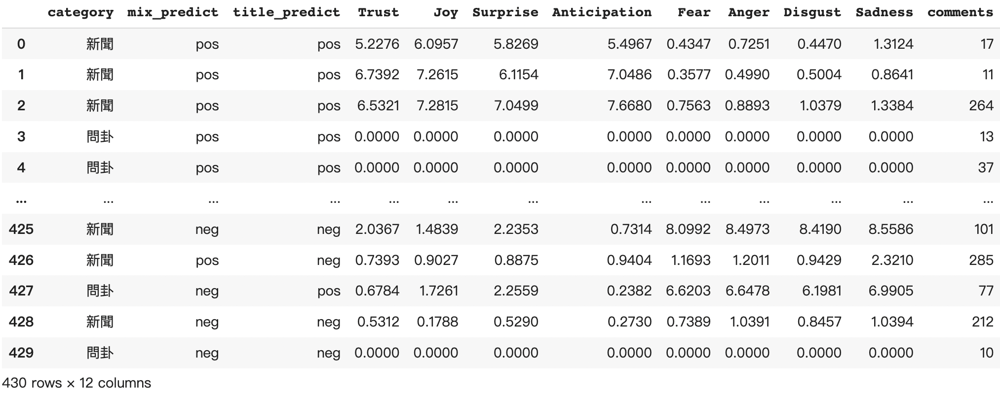 category mix_predict title_predict Trust Joy Surprise Anticipation Fear Anger Disgust Sadness comments
0 新聞 pos pos 5.2276 6.0957 5.8269 5.4967 0.4347 0.7251 0.4470 1.3124 17
1 新聞 pos pos 6.7392 7.2615 6.1154 7.0486 0.3577 0.4990 0.5004 0.8641 11
2 新聞 pos pos 6.5321 7.2815 7.0499 7.6680 0.7563 0.8893 1.0379 1.3384 264
3 問卦 pos pos 0.0000 0.0000 0.0000 0.0000 0.0000 0.0000 0.0000 0.0000 13
4 問卦 pos pos 0.0000 0.0000 0.0000 0.0000 0.0000 0.0000 0.0000 0.0000 37
... ... ... ... ... ... ... ... ... ... ... ... ...
425 新聞 neg neg 2.0367 1.4839 2.2353 0.7314 8.0992 8.4973 8.4190 8.5586 101
426 新聞 pos neg 0.7393 0.9027 0.8875 0.9404 1.1693 1.2011 0.9429 2.3210 285
427 問卦 neg pos 0.6784 1.7261 2.2559 0.2382 6.6203 6.6478 6.1981 6.9905 77
428 新聞 neg neg 0.5312 0.1788 0.5290 0.2730 0.7389 1.0391 0.8457 1.0394 212
429 問卦 neg neg 0.0000 0.0000 0.0000 0.0000 0.0000 0.0000 0.0000 0.0000 10
430 rows × 12 columns